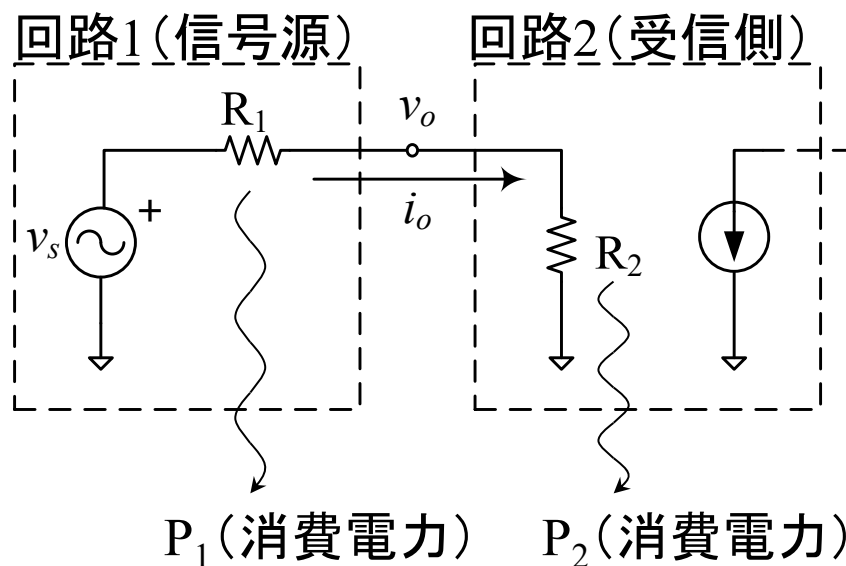 回路1(信号源)
回路2(受信側)
R1
vo
+
vs
io
R2
P1(消費電力)
P2(消費電力)